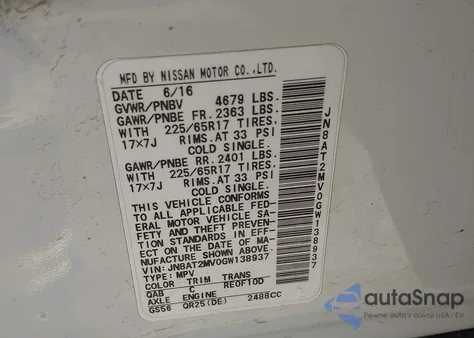 MFD BY NISSAN MOTOR CO.,LTD.
DATE 6/16
GVWR/PNBV 4679 LBS.
GAWR/PNBE FR. 2363 LBS.
WITH 225/65R17 TIRES,
17x7J RIMS.AT 33 PSI
COLD SINGLE.
GAWR/PNBE RR. 2401 LBS.
WITH 225/65R17 TIRES,
17x7J RIMS.AT 33 PSI
COLD SINGLE.
THIS VEHICLE CONFORMS
TO ALL APPLICABLE FED-
ERAL MOTOR VEHICLE SA-
FETY STANDARDS IN EFF-
ECT ON THE DATE OF MA-
NUFACTURE SHOWN ABOVE.
VIN:JN8AT2MV0GW138937
TYPE: MPV
COLOR TRIM TRANS
QAB C RE0F10D
AXLE ENGINE
GS56 QR25(DE) 2488CC
JN8AT2MV0GW138937
autoSnap
Pewne auto z USA i EU